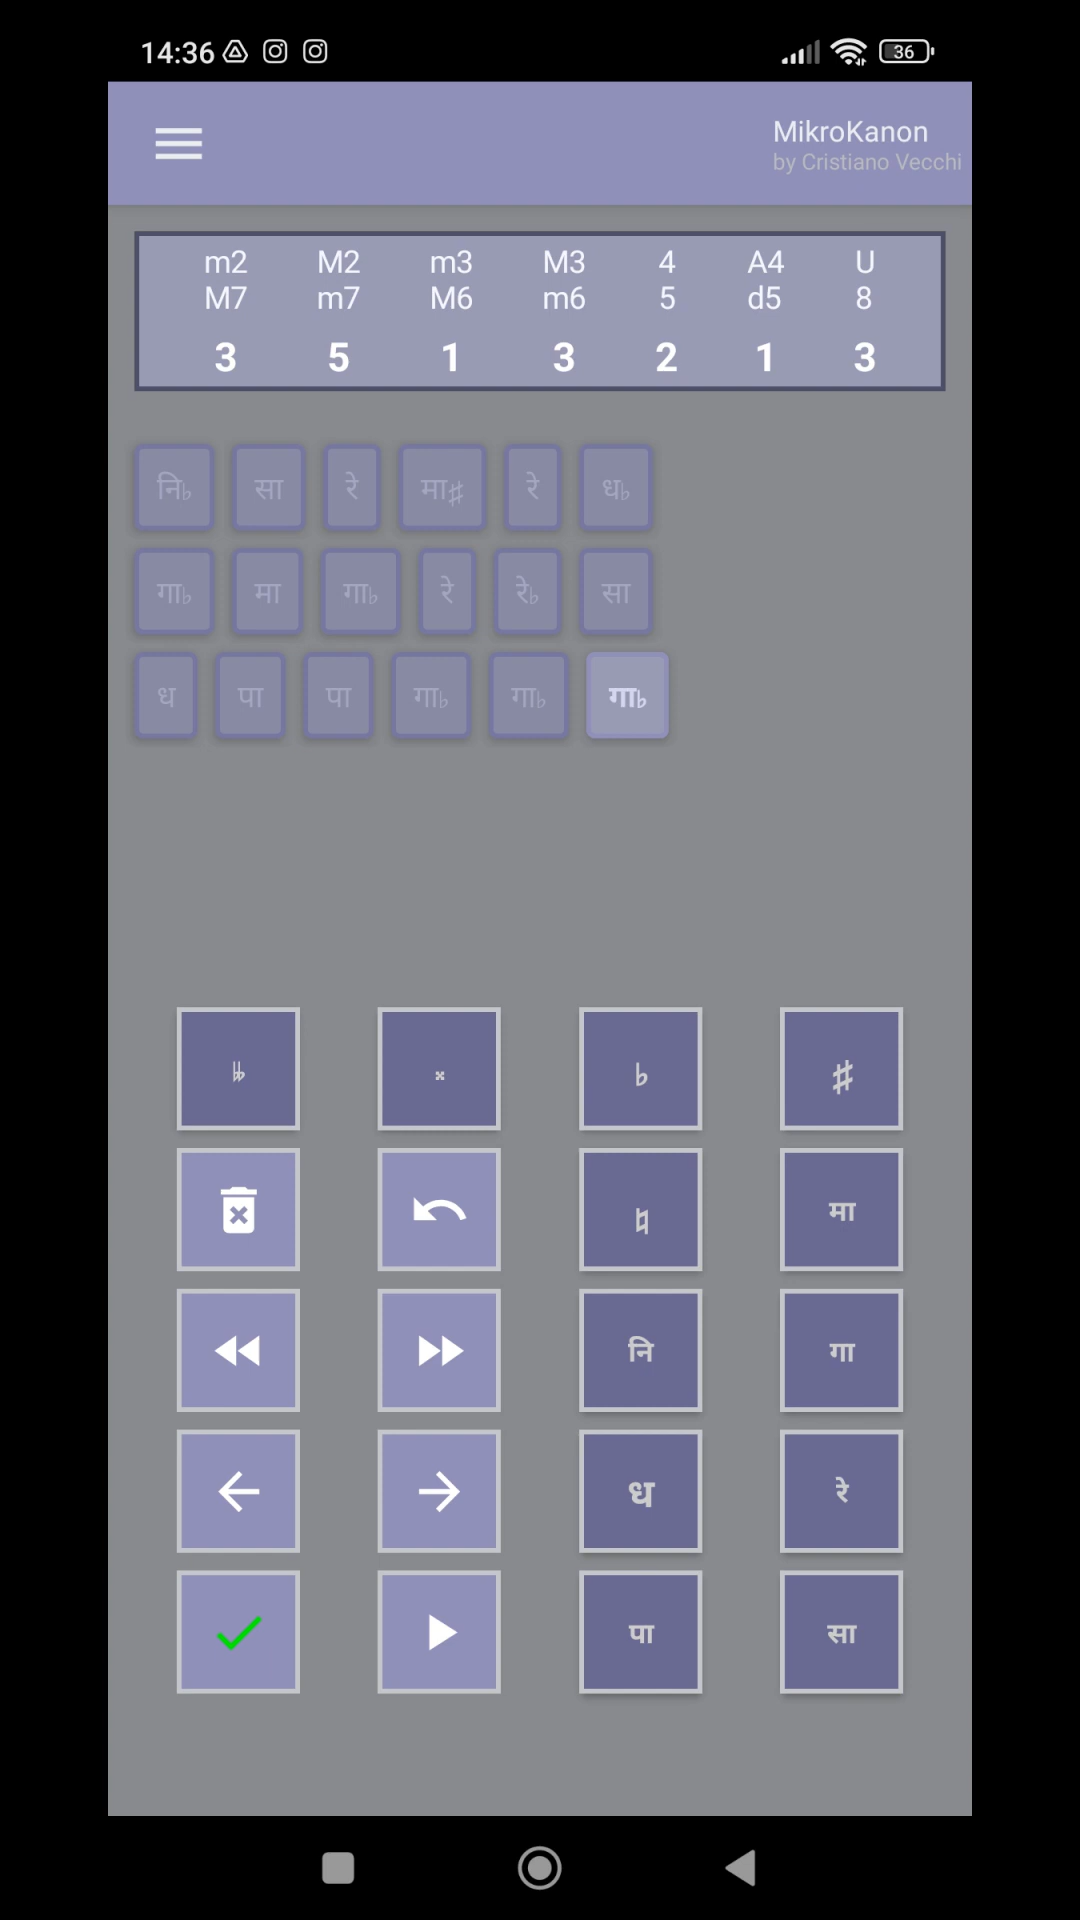 14:36 36
MikroKanon
by Cristiano Vecchi
m2 M2 m3 M3 4 A4 U
M7 m7 M6 m6 5 d5 8
3 5 1 3 2 1 3
नि♭ सा रे मा♯ रे ध♭
गा♭ मा गा♭ रे रे♭ सा
ध पा पा गा♭ गा♭ गा♭
𝄫 𝄪 ♭ ♯
♮ मा
नि गा
ध रे
पा सा